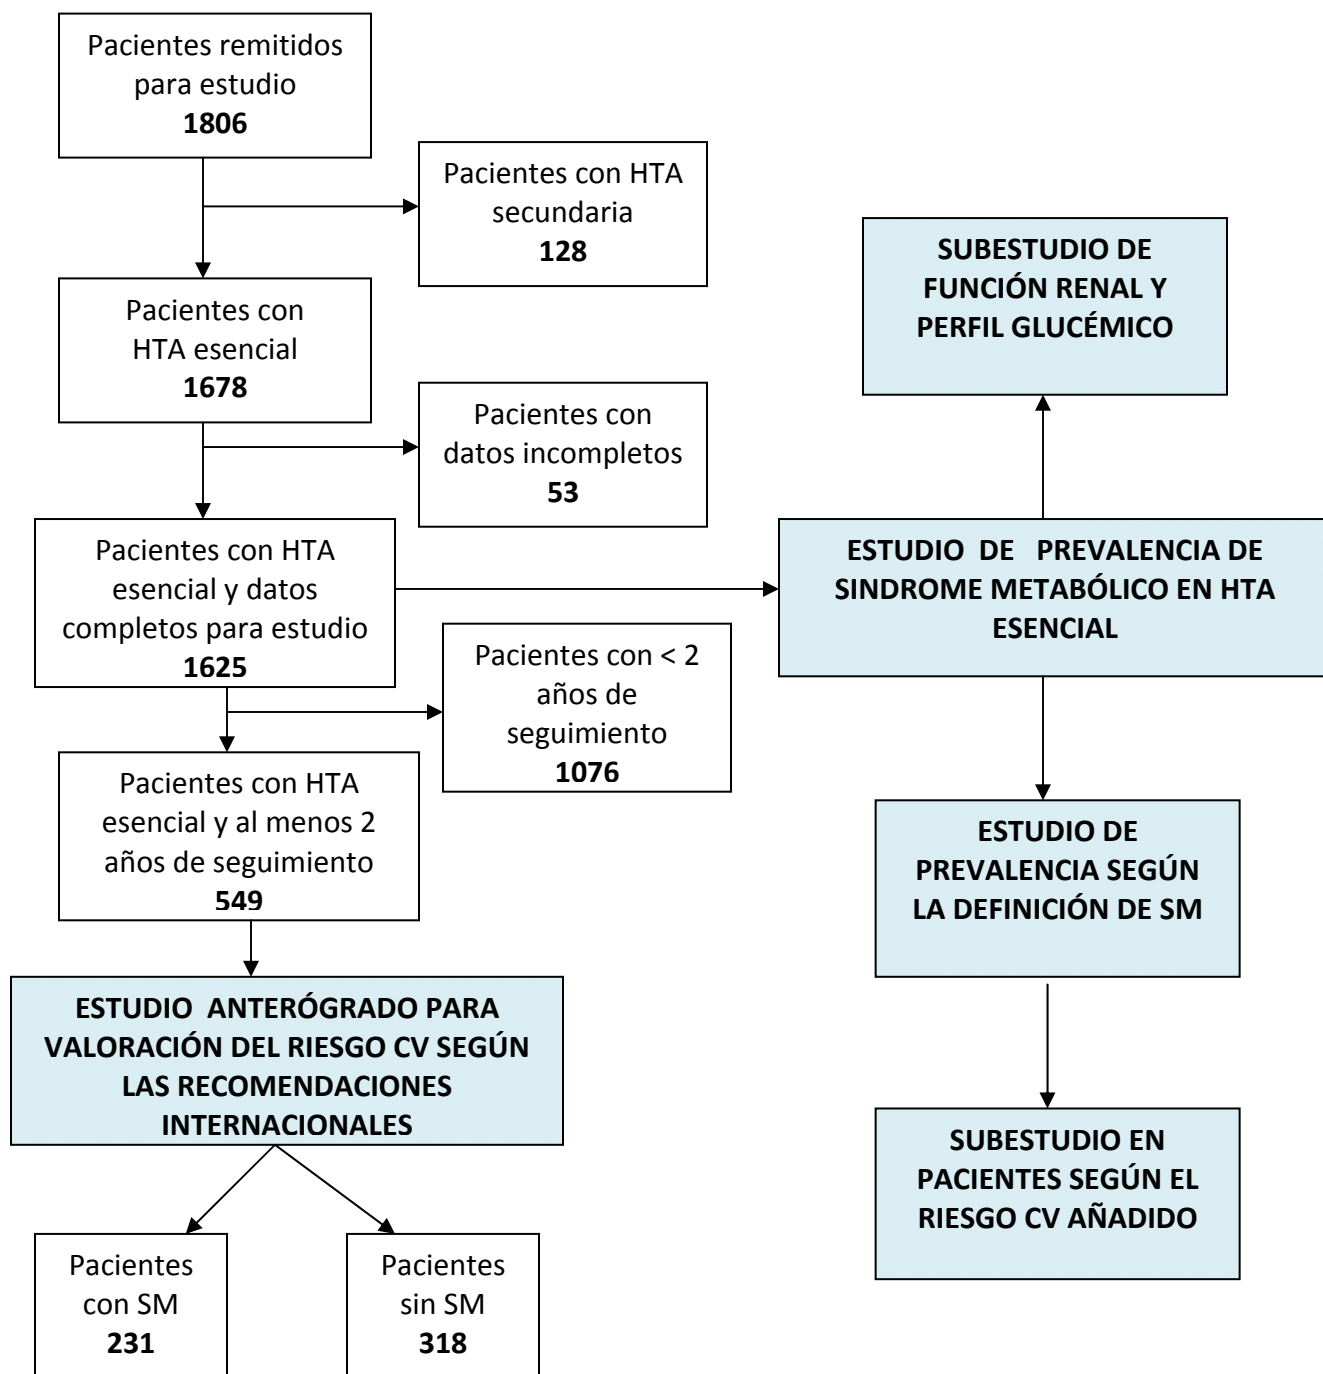 Pacientes remitidos
para estudio
1806
Pacientes con HTA
secundaria
128
Pacientes con
HTA esencial
1678
Pacientes con
datos incompletos
53
Pacientes con HTA
esencial y datos
completos para estudio
1625
Pacientes con < 2
años de
seguimiento
1076
Pacientes con HTA
esencial y al menos 2
años de seguimiento
549
ESTUDIO ANTERÓGRADO PARA
VALORACIÓN DEL RIESGO CV SEGÚN
LAS RECOMENDACIONES
INTERNACIONALES
Pacientes
con SM
231
Pacientes
sin SM
318
SUBESTUDIO DE
FUNCIÓN RENAL Y
PERFIL GLUCÉMICO
ESTUDIO DE PREVALENCIA DE
SINDROME METABÓLICO EN HTA
ESENCIAL
ESTUDIO DE
PREVALENCIA SEGÚN
LA DEFINICIÓN DE SM
SUBESTUDIO EN
PACIENTES SEGÚN EL
RIESGO CV AÑADIDO